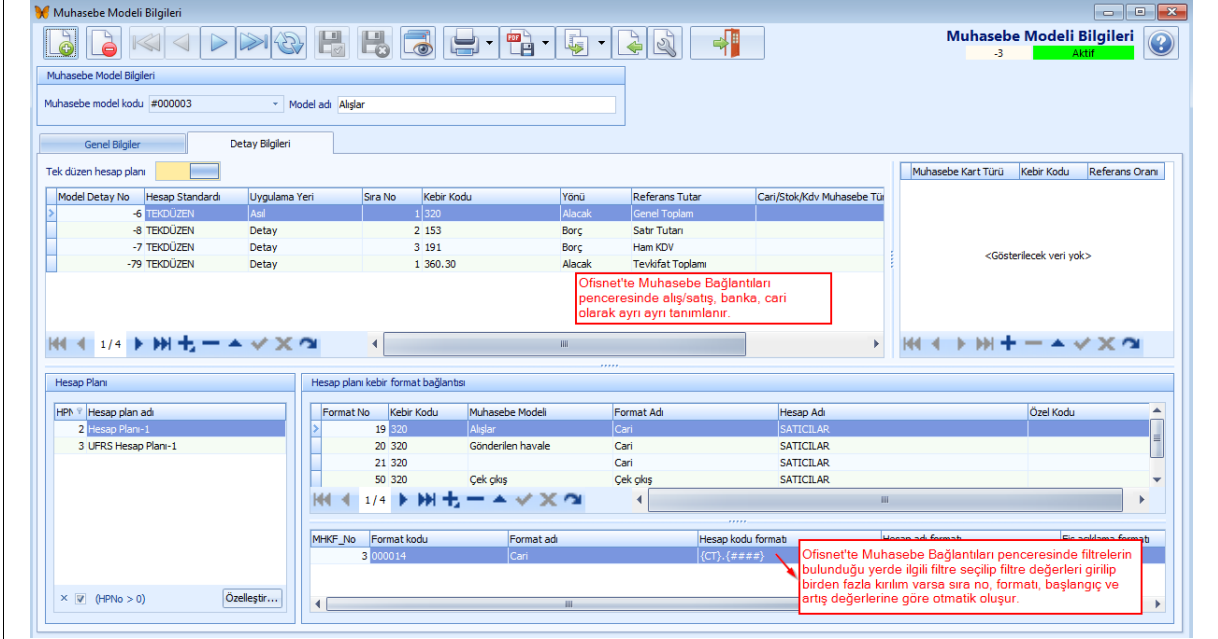 Muhasebe Modeli Bilgileri
Muhasebe Modeli Bilgileri
-3 Aktif
Muhasebe Model Bilgileri
Muhasebe model kodu #000003 Model adı Alışlar
Genel Bilgiler Detay Bilgileri
Tek düzen hesap planı
Model Detay No Hesap Standardı Uygulama Yeri Sıra No Kebir Kodu Yönü Referans Tutar Cari/Stok/Kdv Muhasebe Tür
-6 TEKDÜZEN Asıl 1 320 Alacak Genel Toplam
-8 TEKDÜZEN Detay 2 153 Borç Satır Tutarı
-7 TEKDÜZEN Detay 3 191 Borç Ham KDV
-79 TEKDÜZEN Detay 1 360.30 Alacak Tevkifat Toplamı
Ofisnet'te Muhasebe Bağlantıları
penceresinde alış/satış, banka, cari
olarak ayrı ayrı tanımlanır.
1/4
Muhasebe Kart Türü Kebir Kodu Referans Oranı
<Gösterilecek veri yok>
Hesap Planı
HPN Hesap plan adı
2 Hesap Planı-1
3 UFRS Hesap Planı-1
× (HPNo > 0) Özelleştir...
Hesap planı kebir format bağlantısı
Format No Kebir Kodu Muhasebe Modeli Format Adı Hesap Adı Özel Kodu
19 320 Alışlar Cari SATICILAR
20 320 Gönderilen havale Cari SATICILAR
21 320 Cari SATICILAR
50 320 Çek çıkış Çek çıkış SATICILAR
1/4
MHKF_No Format kodu Format adı Hesap kodu formatı Hesap adı formatı Fiş açıklama formatı
3 000014 Cari {CT}.{####}
Ofisnet'te Muhasebe Bağlantıları penceresinde filtrelerin
bulunduğu yerde ilgili filtre seçilip filtre değerleri girilip
birden fazla kırılım varsa sıra no, formatı, başlangıç ve
artış değerlerine göre otmatik oluşur.